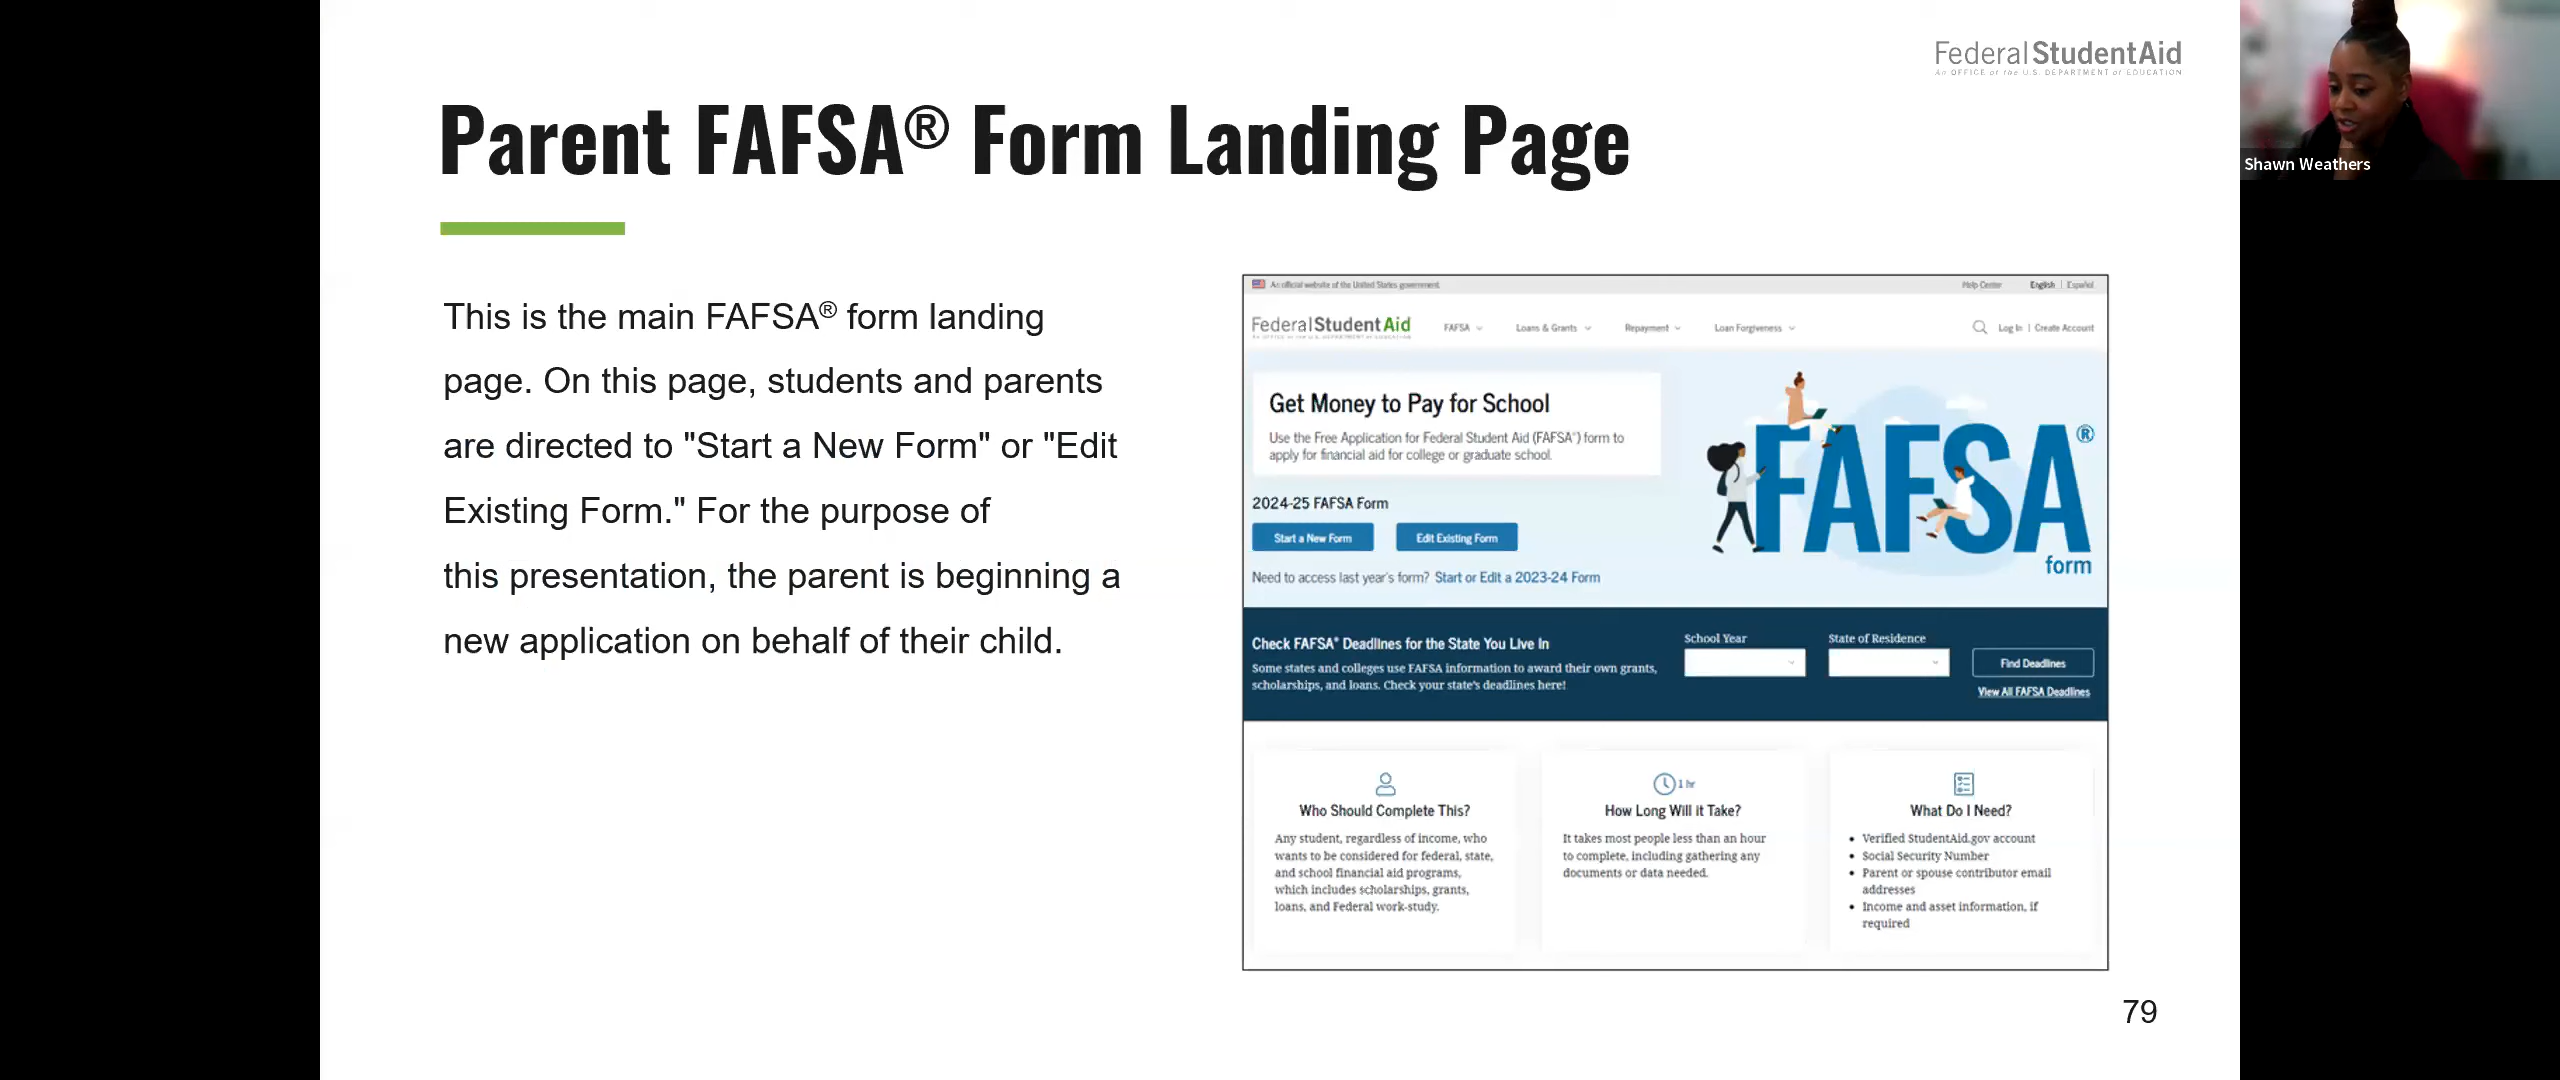 Federal StudentAid
An OFFICE of the U.S. DEPARTMENT of EDUCATION
Shawn Weathers
Parent FAFSA® Form Landing Page
This is the main FAFSA® form landing
page. On this page, students and parents
are directed to "Start a New Form" or "Edit
Existing Form." For the purpose of
this presentation, the parent is beginning a
new application on behalf of their child.
An official website of the United States government.
Help Center English | Español
Federal StudentAid
An OFFICE of the U.S. DEPARTMENT of EDUCATION
FAFSA Loans & Grants Repayment Loan Forgiveness Log In | Create Account
Get Money to Pay for School
Use the Free Application for Federal Student Aid (FAFSA®) form to
apply for financial aid for college or graduate school.
FAFSA®
form
2024-25 FAFSA Form
Start a New Form Edit Existing Form
Need to access last year's form? Start or Edit a 2023-24 Form
Check FAFSA® Deadlines for the State You Live In
Some states and colleges use FAFSA information to award their own grants,
scholarships, and loans. Check your state's deadlines here!
School Year State of Residence
Find Deadlines
View All FAFSA Deadlines
Who Should Complete This?
Any student, regardless of income, who
wants to be considered for federal, state,
and school financial aid programs,
which includes scholarships, grants,
loans, and Federal work-study.
1 hr
How Long Will it Take?
It takes most people less than an hour
to complete, including gathering any
documents or data needed.
What Do I Need?
• Verified StudentAid.gov account
• Social Security Number
• Parent or spouse contributor email
addresses
• Income and asset information, if
required
79